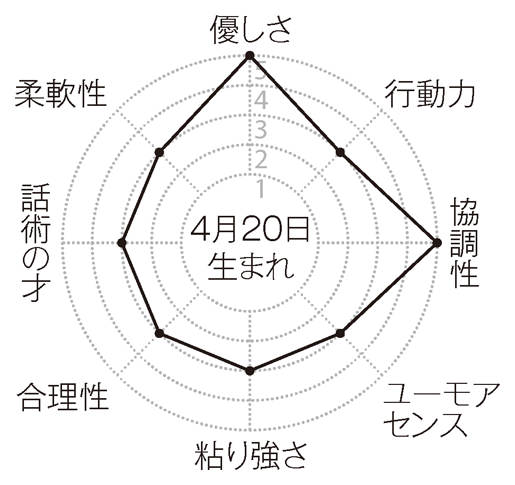 優しさ
行動力
協調性
ユーモア
センス
粘り強さ
合理性
話術の才
柔軟性
5
4
3
2
1
4月20日
生まれ